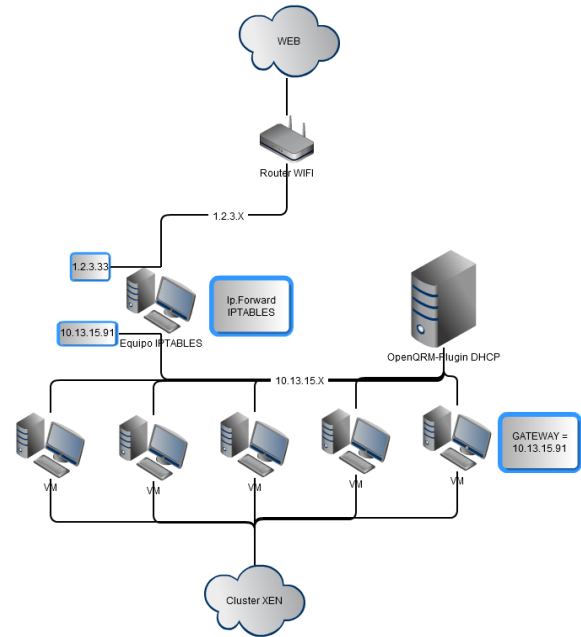 WEB
Router WIFI
1.2.3.X
1.2.3.33
Ip.Forward
IPTABLES
10.13.15.91
Equipo IPTABLES
OpenQRM-Plugin DHCP
10.13.15.X
GATEWAY =
10.13.15.91
VM
VM
VM
VM
VM
Cluster XEN